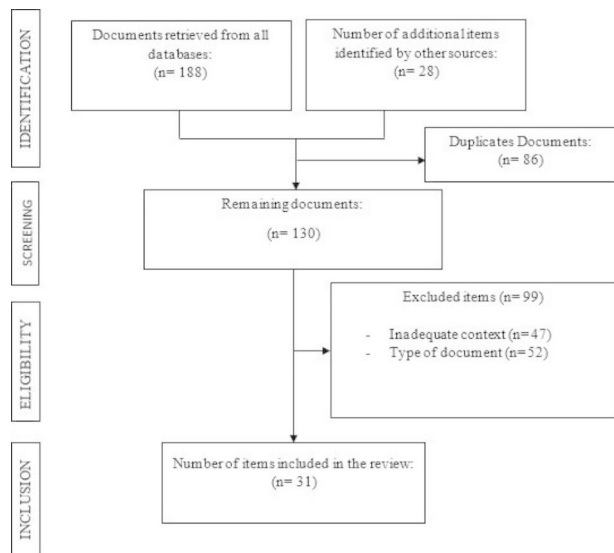 IDENTIFICATION
Documents retrieved from all
databases:
(n= 188)
Number of additional items
identified by other sources:
(n= 28)
Duplicates Documents:
(n= 86)
SCREENING
Remaining documents:
(n= 130)
ELIGIBILITY
Excluded items (n= 99)
- Inadequate context (n=47)
- Type of document (n=52)
INCLUSION
Number of items included in the review:
(n= 31)